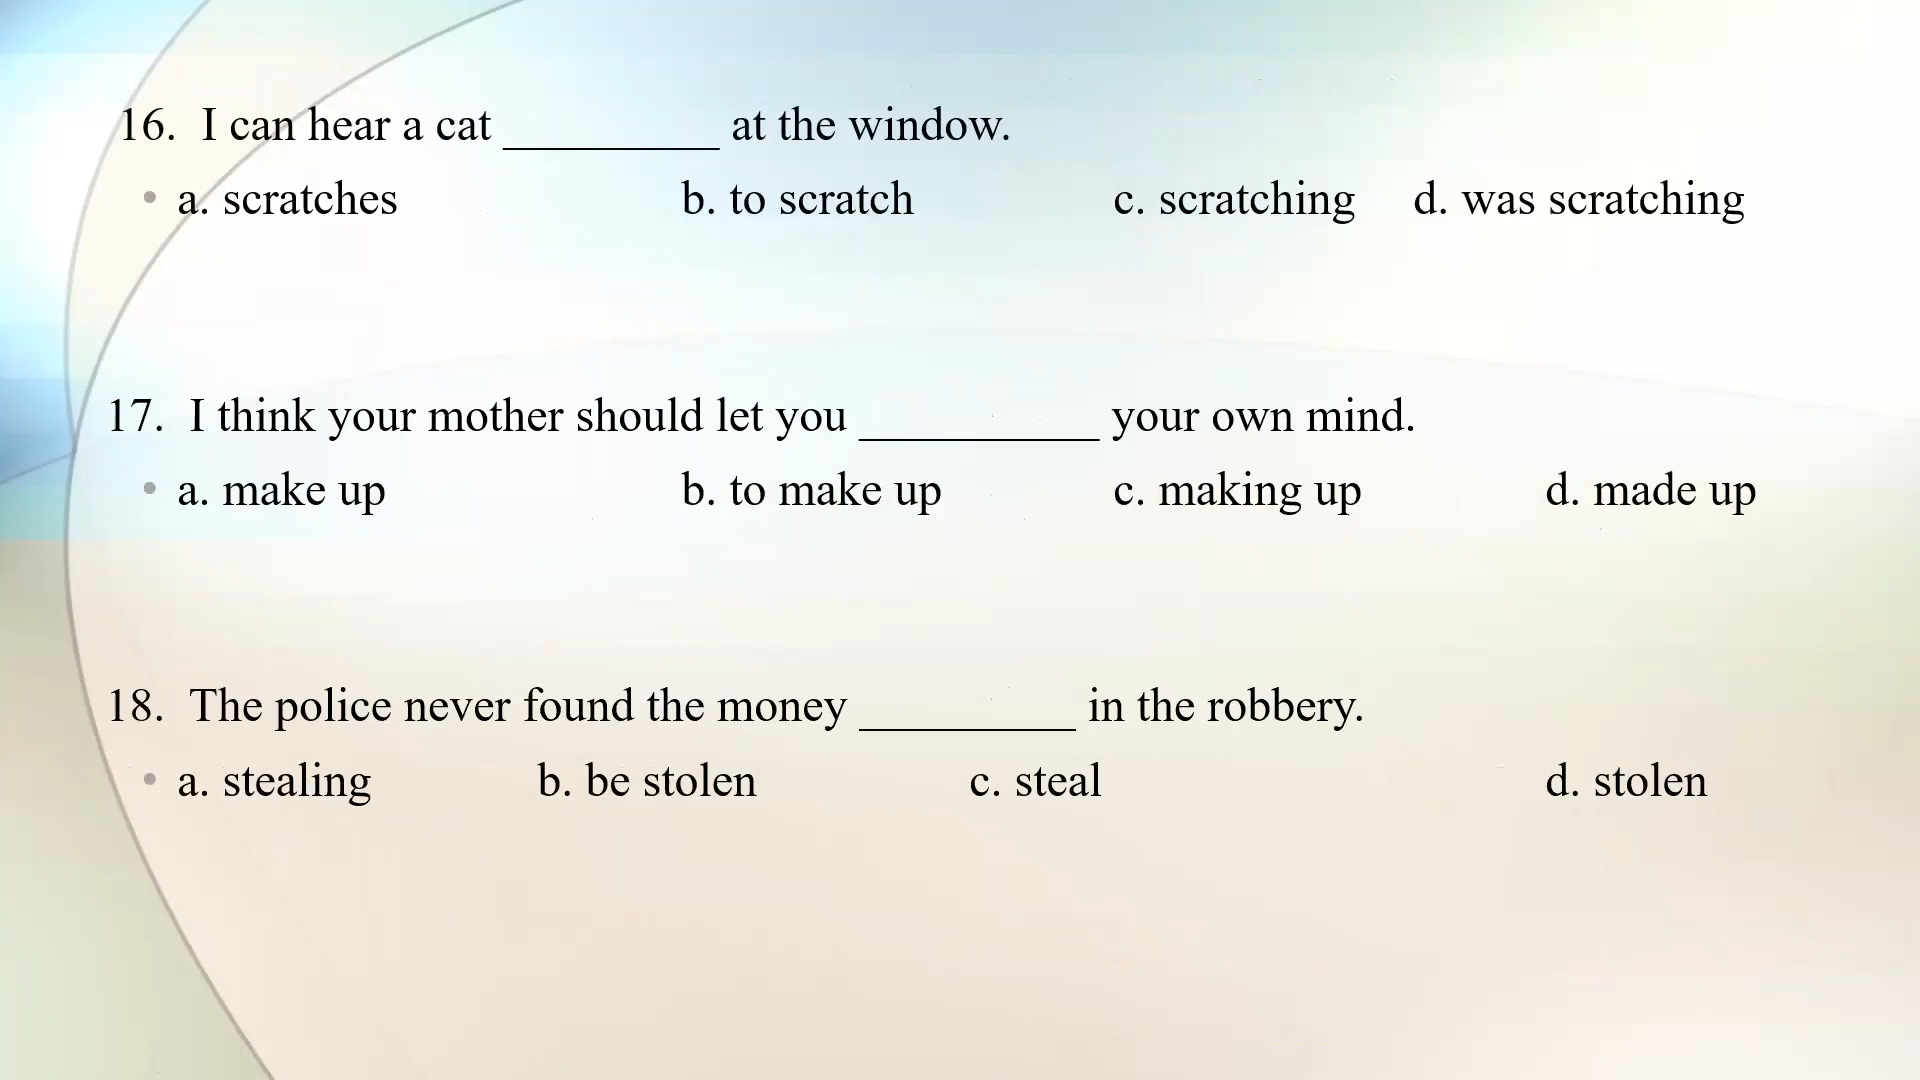 16. I can hear a cat _________ at the window.
• a. scratches b. to scratch c. scratching d. was scratching
17. I think your mother should let you __________ your own mind.
• a. make up b. to make up c. making up d. made up
18. The police never found the money _________ in the robbery.
• a. stealing b. be stolen c. steal d. stolen